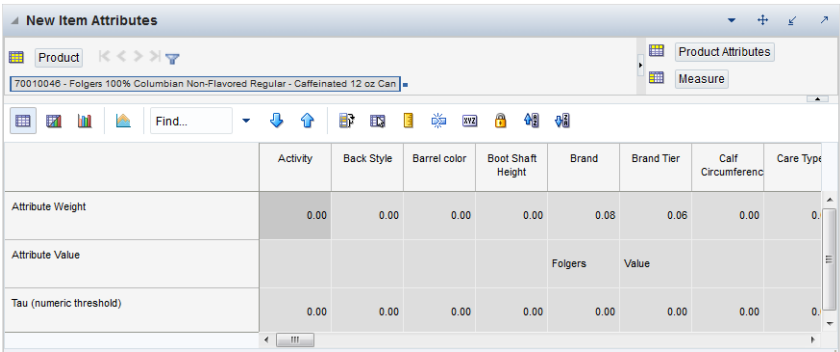 New Item Attributes
Product
Product Attributes
70010046 - Folgers 100% Columbian Non-Flavored Regular - Caffeinated 12 oz Can
Measure
Find...
XYZ
Activity Back Style Barrel color Boot Shaft Height Brand Brand Tier Calf Circumferenc Care Type
Attribute Weight 0.00 0.00 0.00 0.00 0.08 0.06 0.00 0.
Attribute Value Folgers Value
Tau (numeric threshold) 0.00 0.00 0.00 0.00 0.00 0.00 0.00 0.